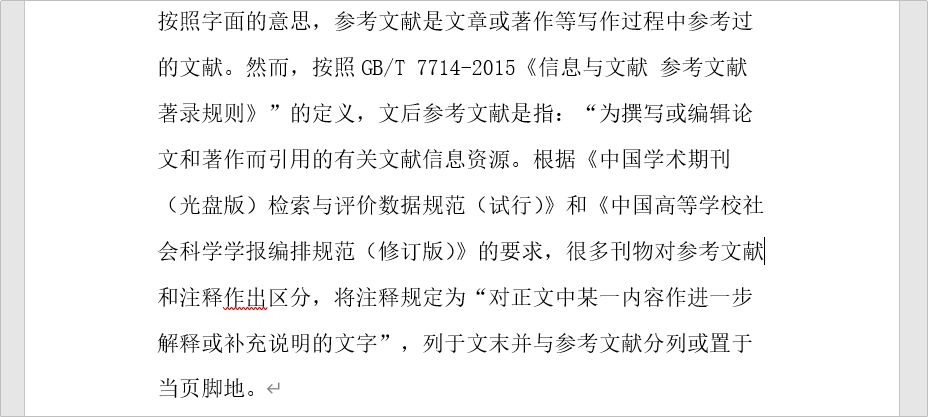 按照字面的意思，参考文献是文章或著作等写作过程中参考过
的文献。然而，按照 GB/T 7714-2015《信息与文献 参考文献
著录规则》”的定义，文后参考文献是指：“为撰写或编辑论
文和著作而引用的有关文献信息资源。根据《中国学术期刊
（光盘版）检索与评价数据规范（试行）》和《中国高等学校社
会科学学报编排规范（修订版）》的要求，很多刊物对参考文献
和注释作出区分，将注释规定为“对正文中某一内容作进一步
解释或补充说明的文字”，列于文末并与参考文献分列或置于
当页脚地。